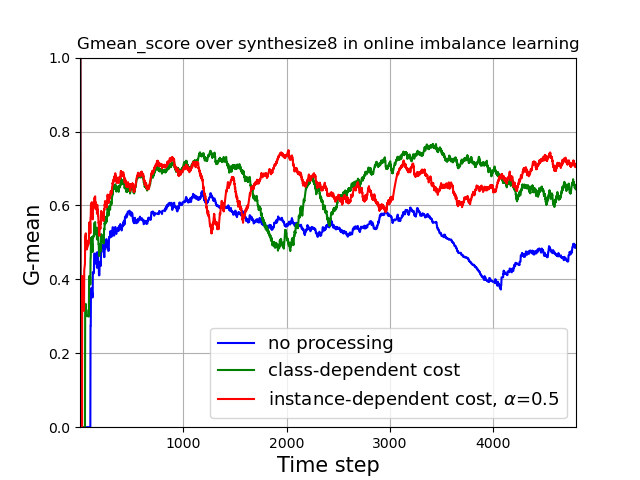 Gmean_score over synthesize8 in online imbalance learning
1.0
0.8
0.6
0.4
0.2
0.0
G-mean
no processing
class-dependent cost
instance-dependent cost, α=0.5
1000
2000
3000
4000
Time step